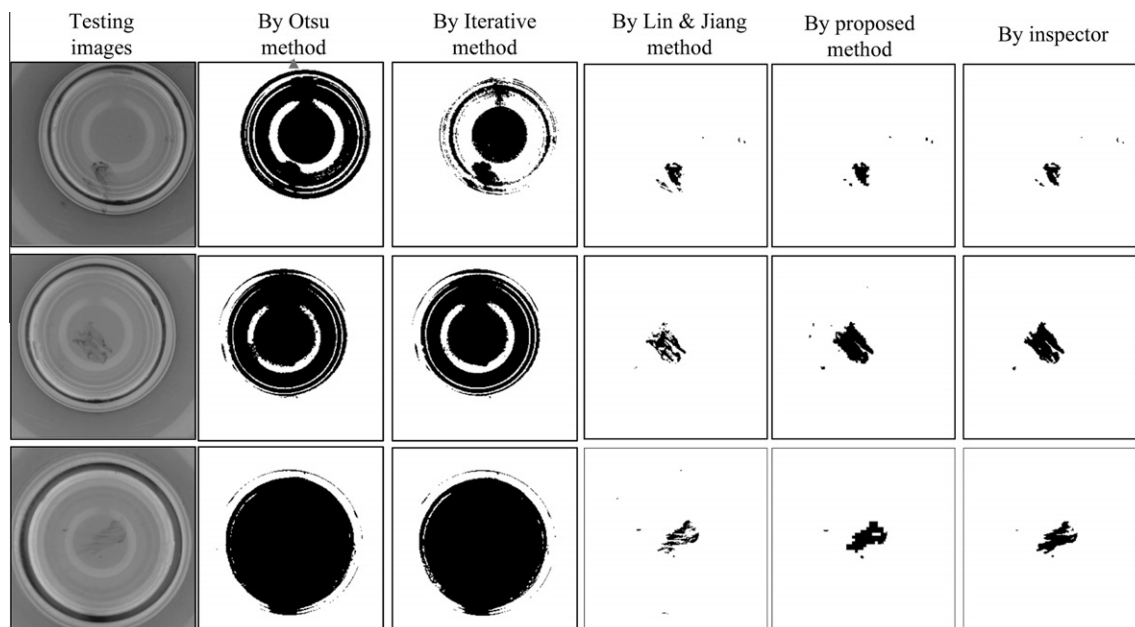 Testing
images
By Otsu
method
By Iterative
method
By Lin & Jiang
method
By proposed
method
By inspector